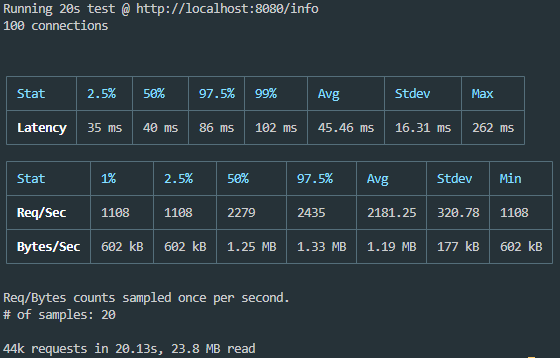 Running 20s test @ http://localhost:8080/info
100 connections
Stat 2.5% 50% 97.5% 99% Avg Stdev Max
Latency 35 ms 40 ms 86 ms 102 ms 45.46 ms 16.31 ms 262 ms
Stat 1% 2.5% 50% 97.5% Avg Stdev Min
Req/Sec 1108 1108 2279 2435 2181.25 320.78 1108
Bytes/Sec 602 kB 602 kB 1.25 MB 1.33 MB 1.19 MB 177 kB 602 kB
Req/Bytes counts sampled once per second.
# of samples: 20
44k requests in 20.13s, 23.8 MB read